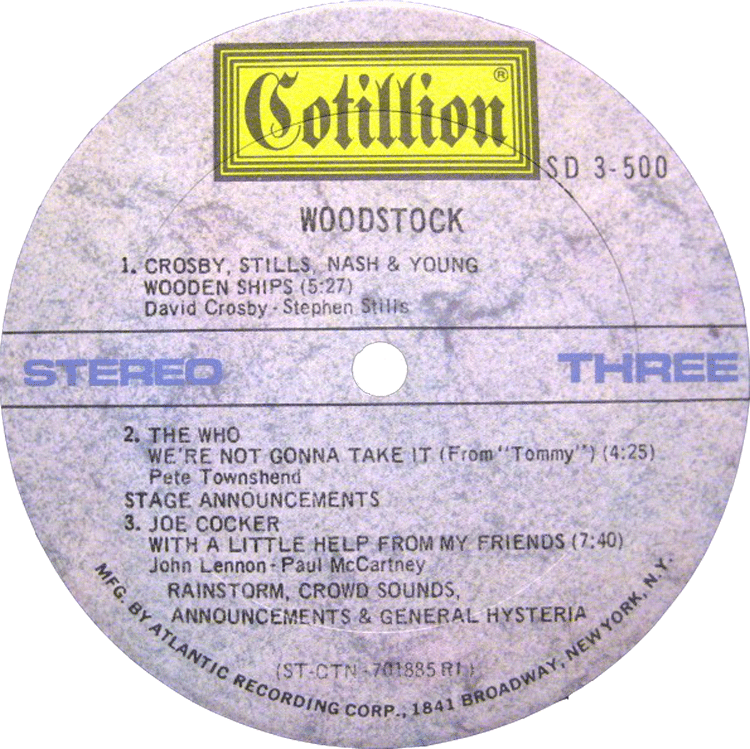 Cotillion®
SD 3-500
WOODSTOCK
1. CROSBY, STILLS, NASH & YOUNG
WOODEN SHIPS (5:27)
David Crosby - Stephen Stills
STEREO
THREE
2. THE WHO
WE'RE NOT GONNA TAKE IT (From "Tommy") (4:25)
Pete Townshend
STAGE ANNOUNCEMENTS
3. JOE COCKER
WITH A LITTLE HELP FROM MY FRIENDS (7:40)
John Lennon - Paul McCartney
RAINSTORM, CROWD SOUNDS,
ANNOUNCEMENTS & GENERAL HYSTERIA
(ST-CTN-701885 RI)
MFG. BY ATLANTIC RECORDING CORP., 1841 BROADWAY, NEW YORK, N.Y.